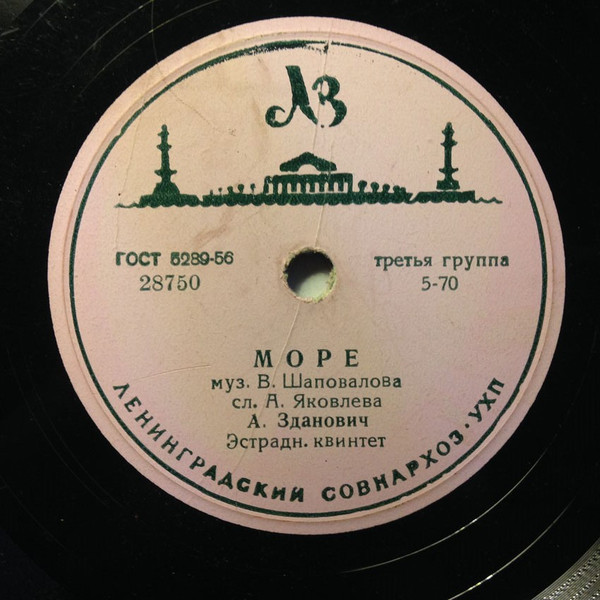 ЛЗ
ГОСТ 5289-56
28750
третья группа
5-70
МОРЕ
муз. В. Шаповалова
сл. А. Яковлева
А. Зданович
Эстрадн. квинтет
ЛЕНИНГРАДСКИЙ СОВНАРХОЗ · УХП